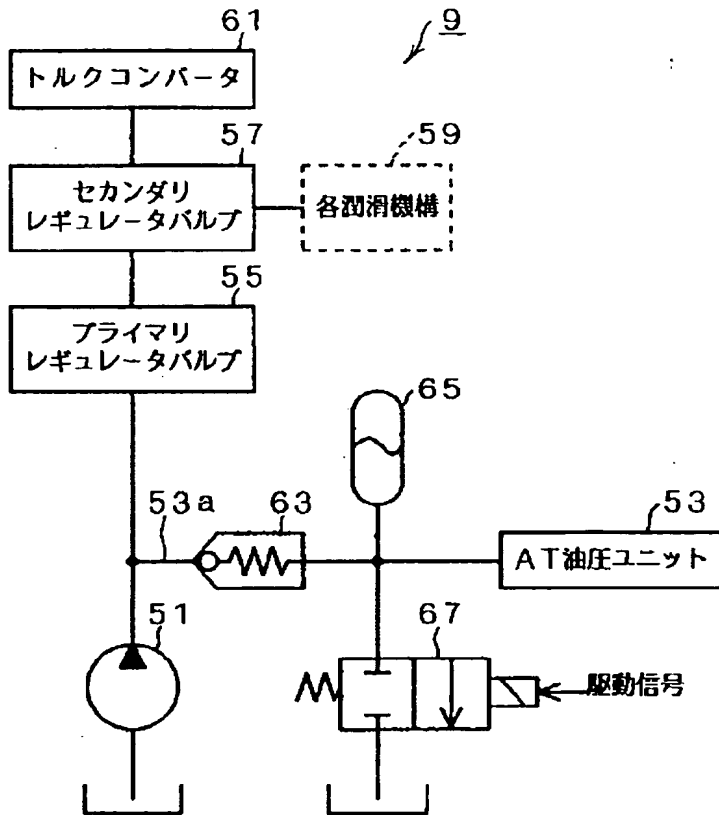 61
9
トルクコンバータ
57
59
セカンダリ
レギュレータバルブ
各潤滑機構
55
プライマリ
レギュレータバルブ
65
53a
63
53
AT油圧ユニット
51
67
駆動信号